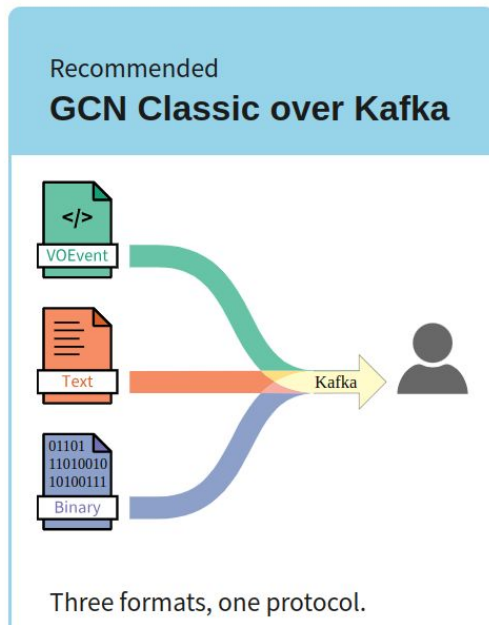 Recommended
GCN Classic over Kafka
</>
VOEvent
Text
01101
11010010
10100111
Binary
Kafka
Three formats, one protocol.